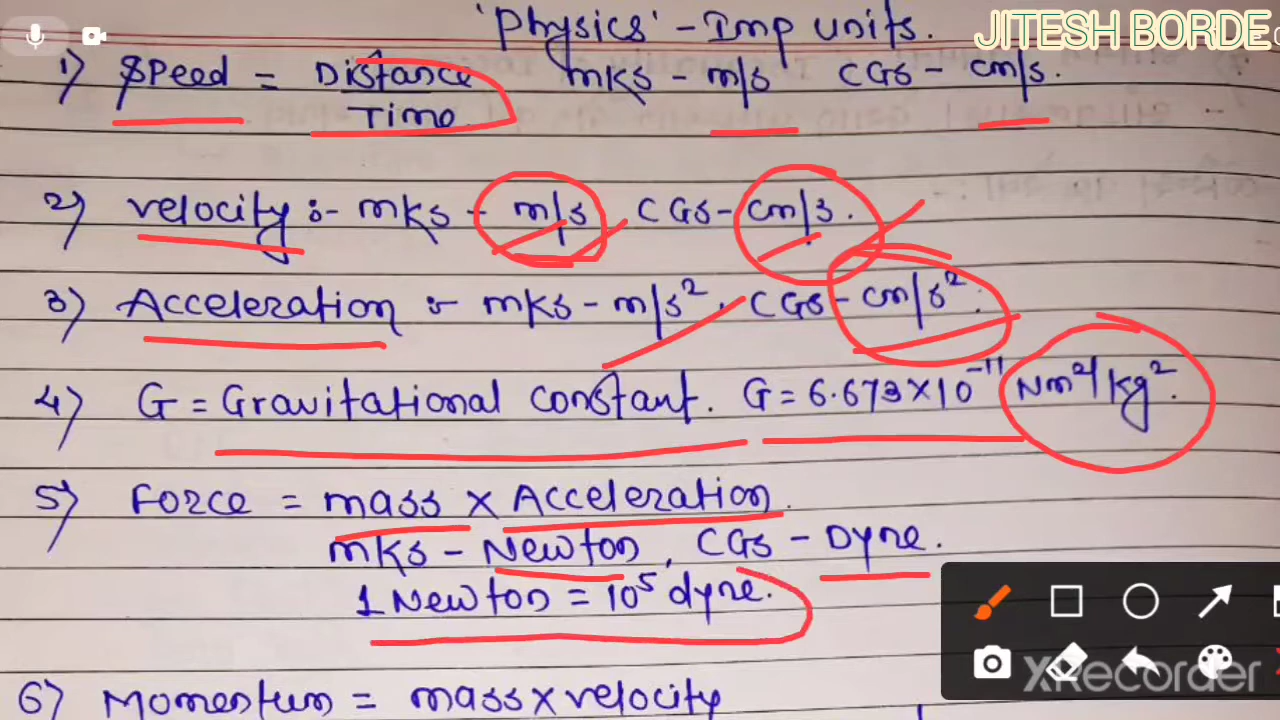 'Physics' - Imp units.
JITESH BORDE
1) Speed = Distance / Time MKS - m/s CGS - cm/s.
2) velocity :- MKS - m/s CGS - cm/s.
3) Acceleration :- MKS - m/s², CGS - cm/s².
4) G = Gravitational constant. G = 6.673×10⁻¹¹ Nm²/kg².
5) Force = mass × Acceleration.
MKS - Newton, CGS - Dyne.
1 Newton = 10⁵ dyne.
6) Momentum = mass × velocity
XRecorder